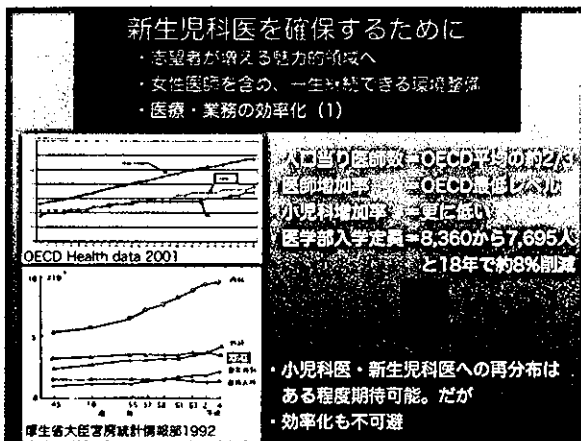 新生児科医を確保するために
・志望者が増える魅力的領域へ
・女性医師を含め、一生継続できる環境整備
・医療・業務の効率化（1）
OECD Health data 2001
人口当り医師数＝OECD平均の約2/3
医師増加率　＝OECD最低レベル
小児科増加率＝更に低い
医学部入学定員＝8,360から7,695人
と18年で約8%削減
内科
外科
厚生省大臣官房統計情報部1992
・小児科医・新生児科医への再分布は
ある程度期待可能。だが
・効率化も不可避